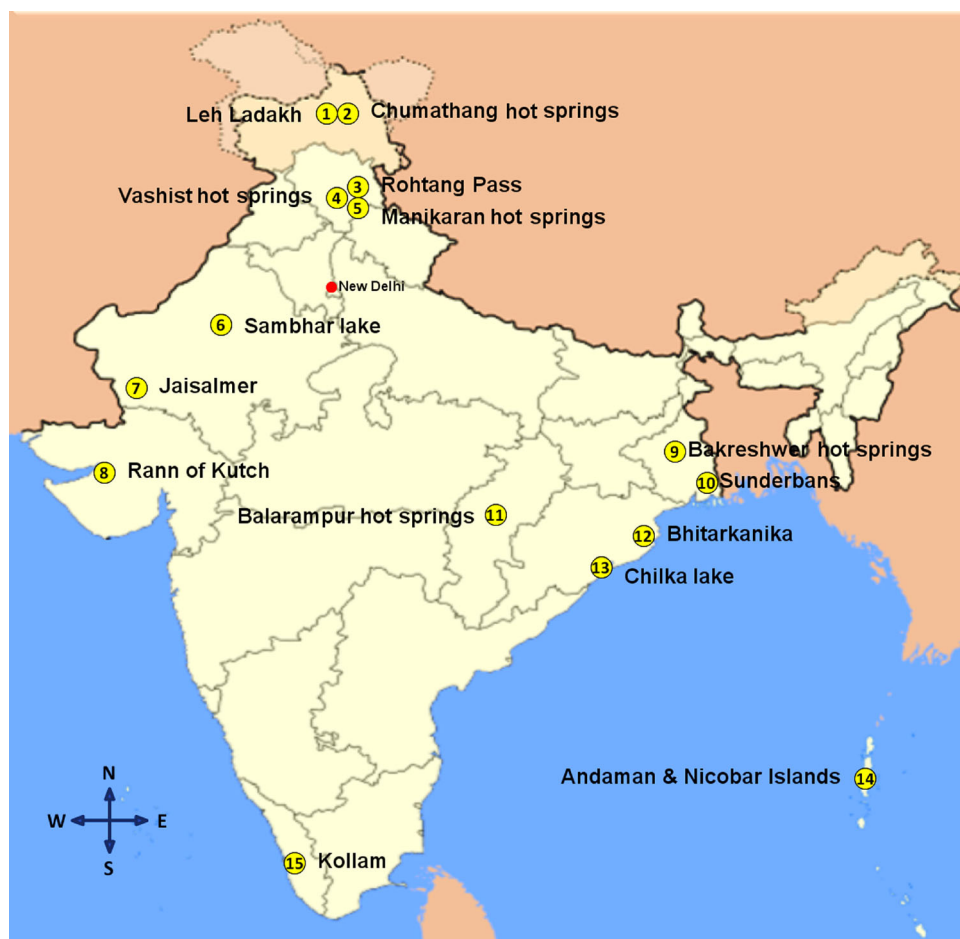 Leh Ladakh 1 2 Chumathang hot springs
3 Rohtang Pass
Vashist hot springs 4
5 Manikaran hot springs
New Delhi
6 Sambhar lake
7 Jaisalmer
9 Bakreshwer hot springs
8 Rann of Kutch
10 Sunderbans
Balarampur hot springs 11
12 Bhitarkanika
13 Chilka lake
N
Andaman & Nicobar Islands 14
W E
S
15 Kollam